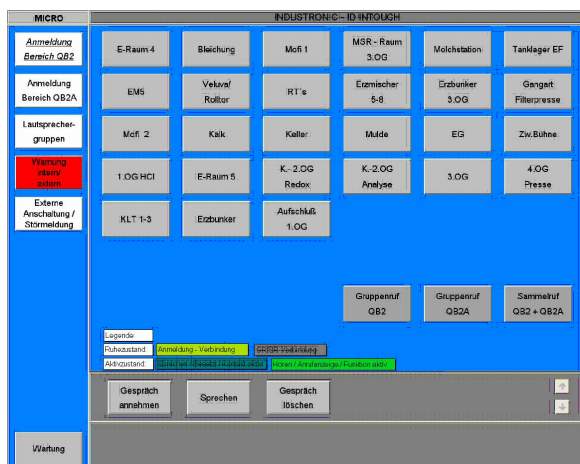 MICRO
INDUSTRONIC - ID INTOUCH
Anmeldung
Bereich QB2
Anmeldung
Bereich QB2A
Lautsprecher-
gruppen
Warnung
intern/
extern
Externe
Anschaltung /
Störmeldung
Wartung
E-Raum 4
Bleichung
Mofi 1
MSR - Raum
3.OG
Molchstation
Tanklager EF
EM5
Veluva/
Rolltor
RT's
Erzmischer
5-8
Erzbunker
3.OG
Gangart
Filterpresse
Mofi 2
Kalk
Keller
Mulde
EG
Zw.Bühne
1.OG HCl
E-Raum 5
K.- 2.OG
Redox
K.-2.OG
Analyse
3.OG
4.OG
Presse
KLT 1-3
Erzbunker
Aufschluß
1.OG
Gruppenruf
QB2
Gruppenruf
QB2A
Sammelruf
QB2 + QB2A
Legende:
Ruhezustand:
Anmeldung - Verbindung
Aktivzustand:
Hören / Anrufanzeige / Funktion aktiv
Gespräch
annehmen
Sprechen
Gespräch
löschen